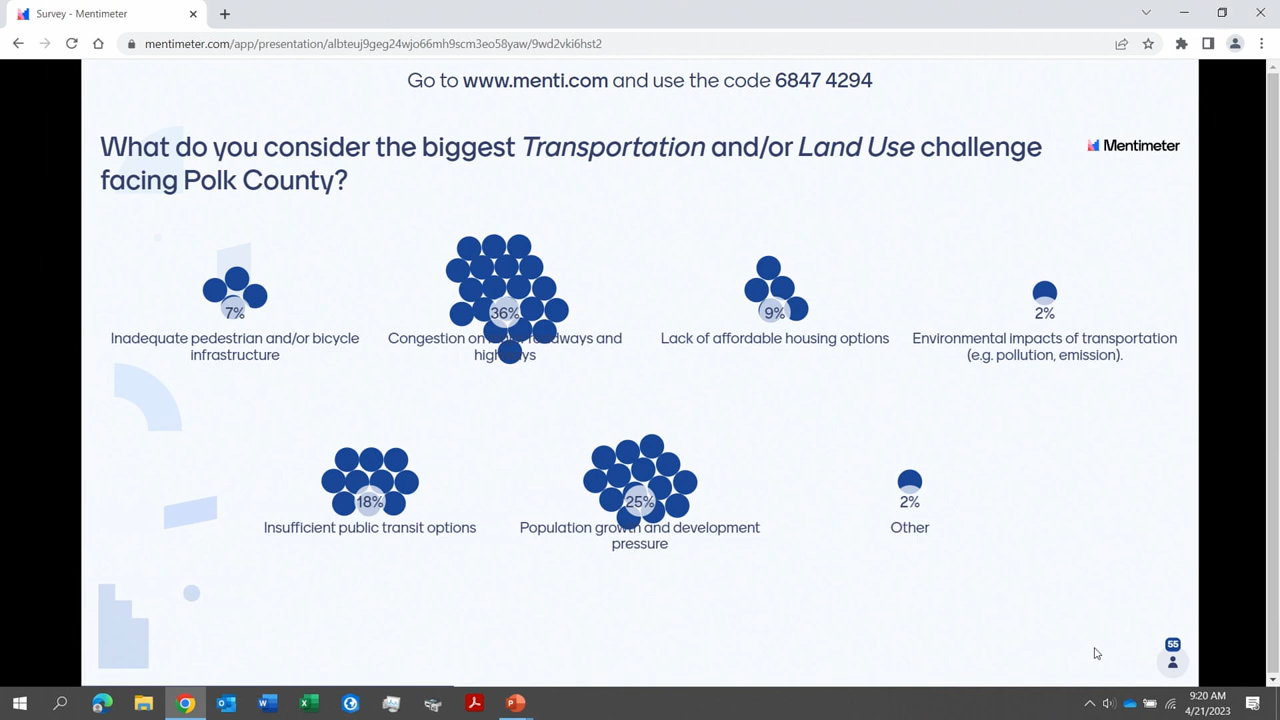 Survey - Mentimeter
mentimeter.com/app/presentation/albteuj9geg24wjo66mh9scm3eo58yaw/9wd2vki6hst2
Go to www.menti.com and use the code 6847 4294
What do you consider the biggest Transportation and/or Land Use challenge
facing Polk County?
Mentimeter
7%
36%
9%
2%
Inadequate pedestrian and/or bicycle
infrastructure
Congestion on roadways and
highways
Lack of affordable housing options
Environmental impacts of transportation
(e.g. pollution, emission).
18%
25%
2%
Insufficient public transit options
Population growth and development
pressure
Other
55
9:20 AM
4/21/2023